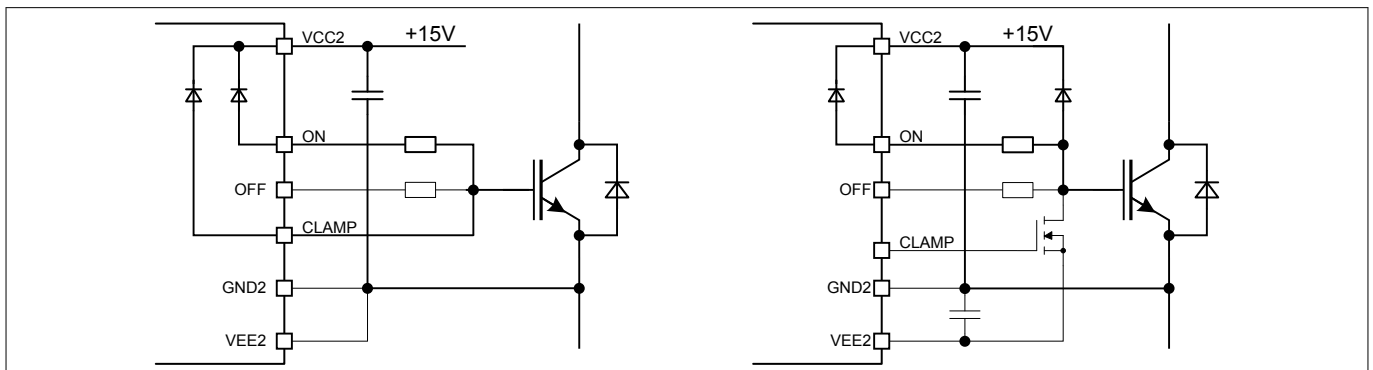 VCC2
+15V
ON
OFF
CLAMP
GND2
VEE2
VCC2
+15V
ON
OFF
CLAMP
GND2
VEE2